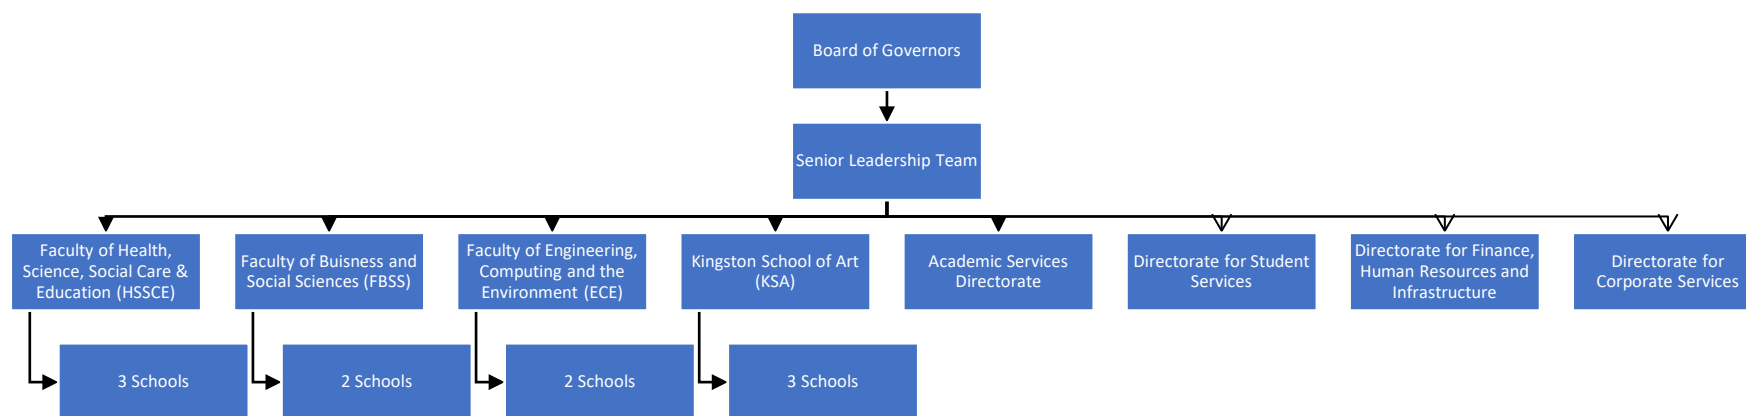 Board of Governors
Senior Leadership Team
Faculty of Health,
Science, Social Care &
Education (HSSCE)
Faculty of Buisness and
Social Sciences (FBSS)
Faculty of Engineering,
Computing and the
Environment (ECE)
Kingston School of Art
(KSA)
Academic Services
Directorate
Directorate for Student
Services
Directorate for Finance,
Human Resources and
Infrastructure
Directorate for
Corporate Services
3 Schools
2 Schools
2 Schools
3 Schools